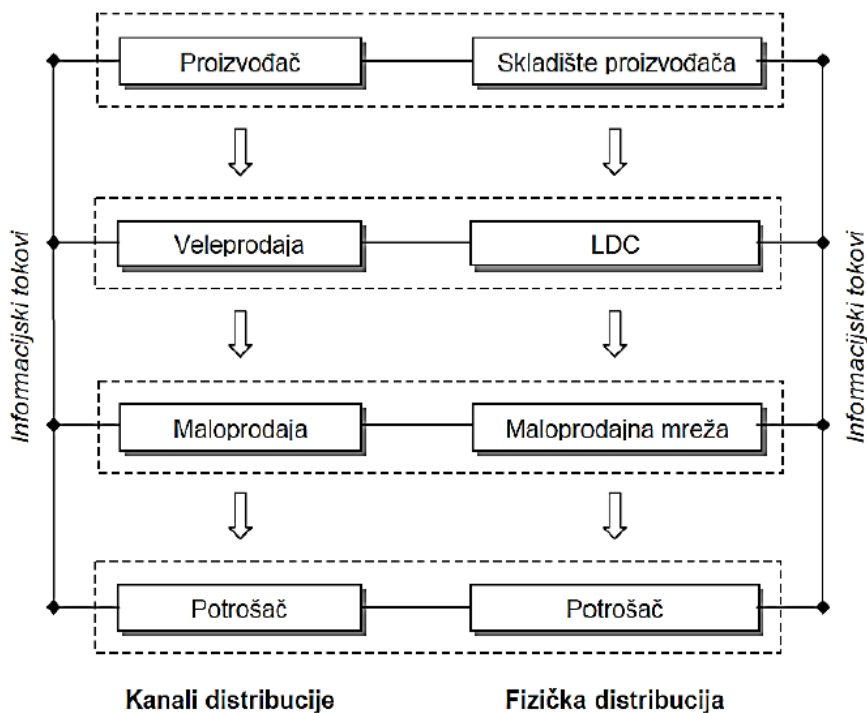 Proizvođač
Skladište proizvođača
Veleprodaja
LDC
Informacijski tokovi
Informacijski tokovi
Maloprodaja
Maloprodajna mreža
Potrošač
Potrošač
Kanali distribucije
Fizička distribucija